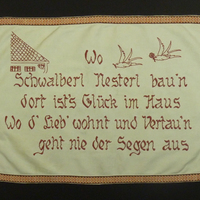 Wo
Schwalberl Nesterl bau'n
dort ist's Glück im Haus
Wo d' Lieb' wohnt und Vertau'n
geht nie der Segen aus